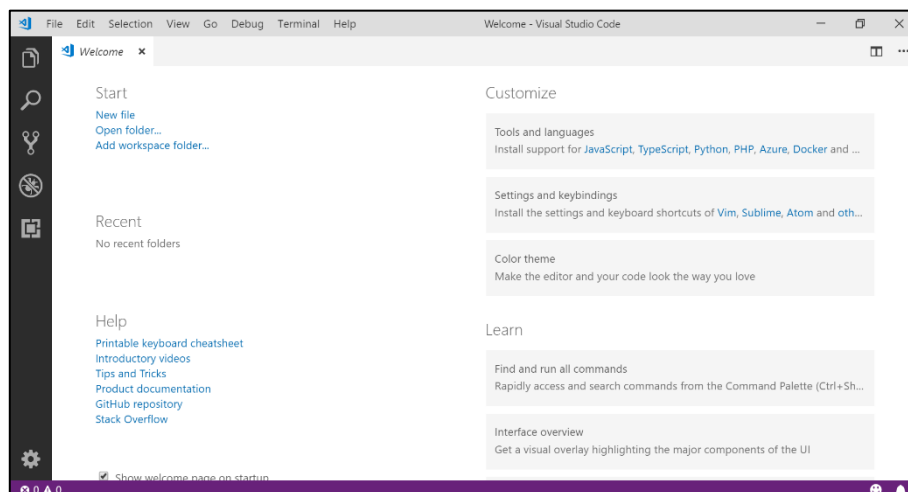 File Edit Selection View Go Debug Terminal Help Welcome - Visual Studio Code
Welcome
Start
New file
Open folder...
Add workspace folder...
Recent
No recent folders
Help
Printable keyboard cheatsheet
Introductory videos
Tips and Tricks
Product documentation
GitHub repository
Stack Overflow
Show welcome page on startup
Customize
Tools and languages
Install support for JavaScript, TypeScript, Python, PHP, Azure, Docker and ...
Settings and keybindings
Install the settings and keyboard shortcuts of Vim, Sublime, Atom and oth...
Color theme
Make the editor and your code look the way you love
Learn
Find and run all commands
Rapidly access and search commands from the Command Palette (Ctrl+Sh...
Interface overview
Get a visual overlay highlighting the major components of the UI
0 0